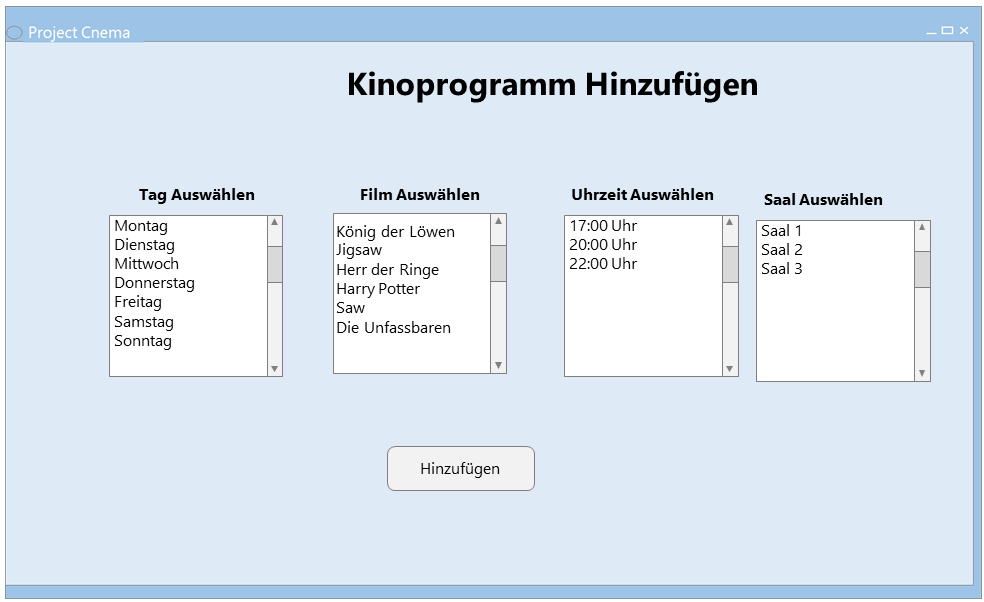 Project Cnema
Kinoprogramm Hinzufügen
Tag Auswählen
Montag
Dienstag
Mittwoch
Donnerstag
Freitag
Samstag
Sonntag
Film Auswählen
König der Löwen
Jigsaw
Herr der Ringe
Harry Potter
Saw
Die Unfassbaren
Uhrzeit Auswählen
17:00 Uhr
20:00 Uhr
22:00 Uhr
Saal Auswählen
Saal 1
Saal 2
Saal 3
Hinzufügen